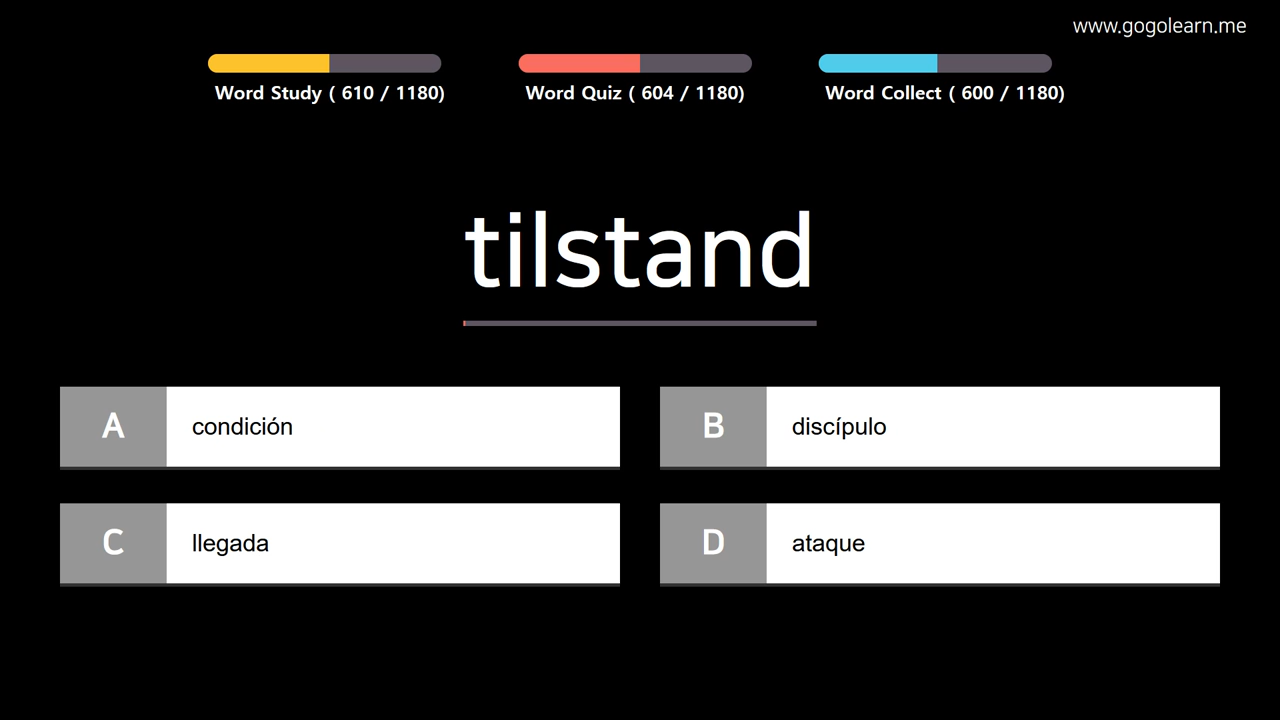 www.gogolearn.me
Word Study ( 610 / 1180)
Word Quiz ( 604 / 1180)
Word Collect ( 600 / 1180)
tilstand
A condición
B discípulo
C llegada
D ataque